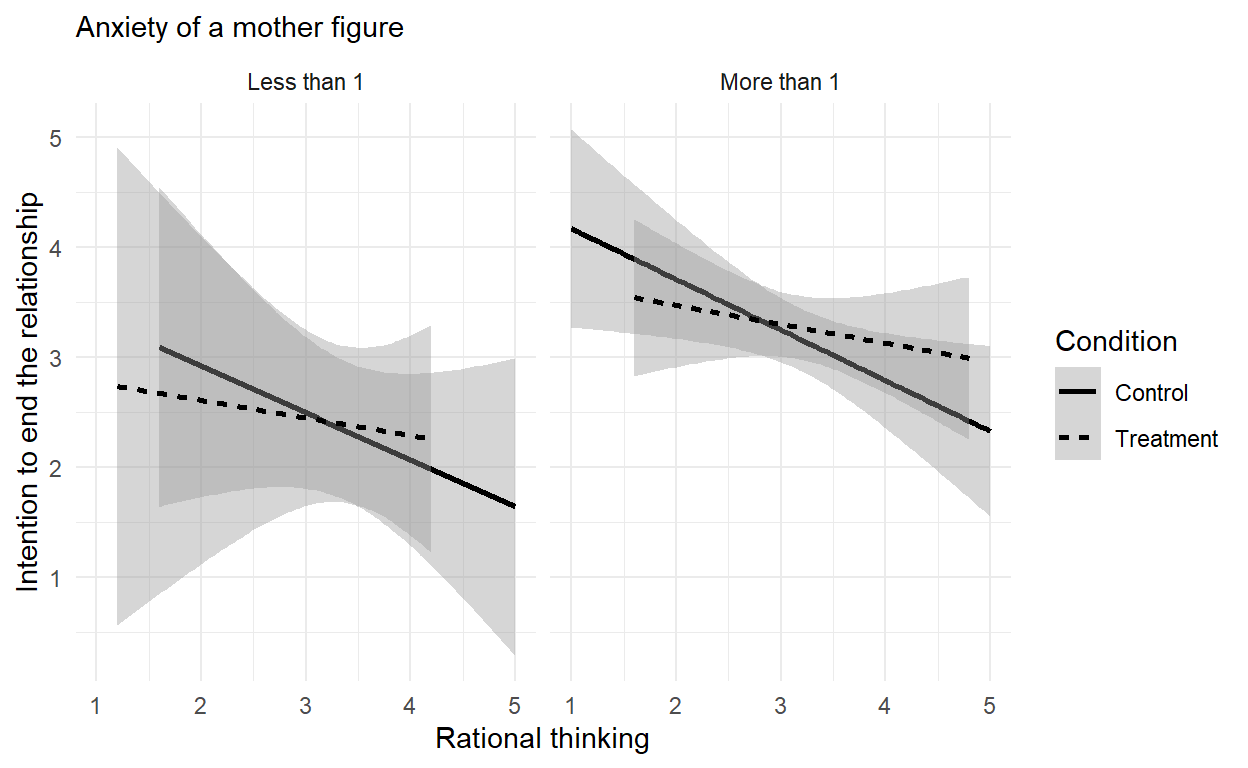 Anxiety of a mother figure
Less than 1
More than 1
5
4
3
2
1
Intention to end the relationship
1 2 3 4 5
1 2 3 4 5
Rational thinking
Condition
Control
Treatment